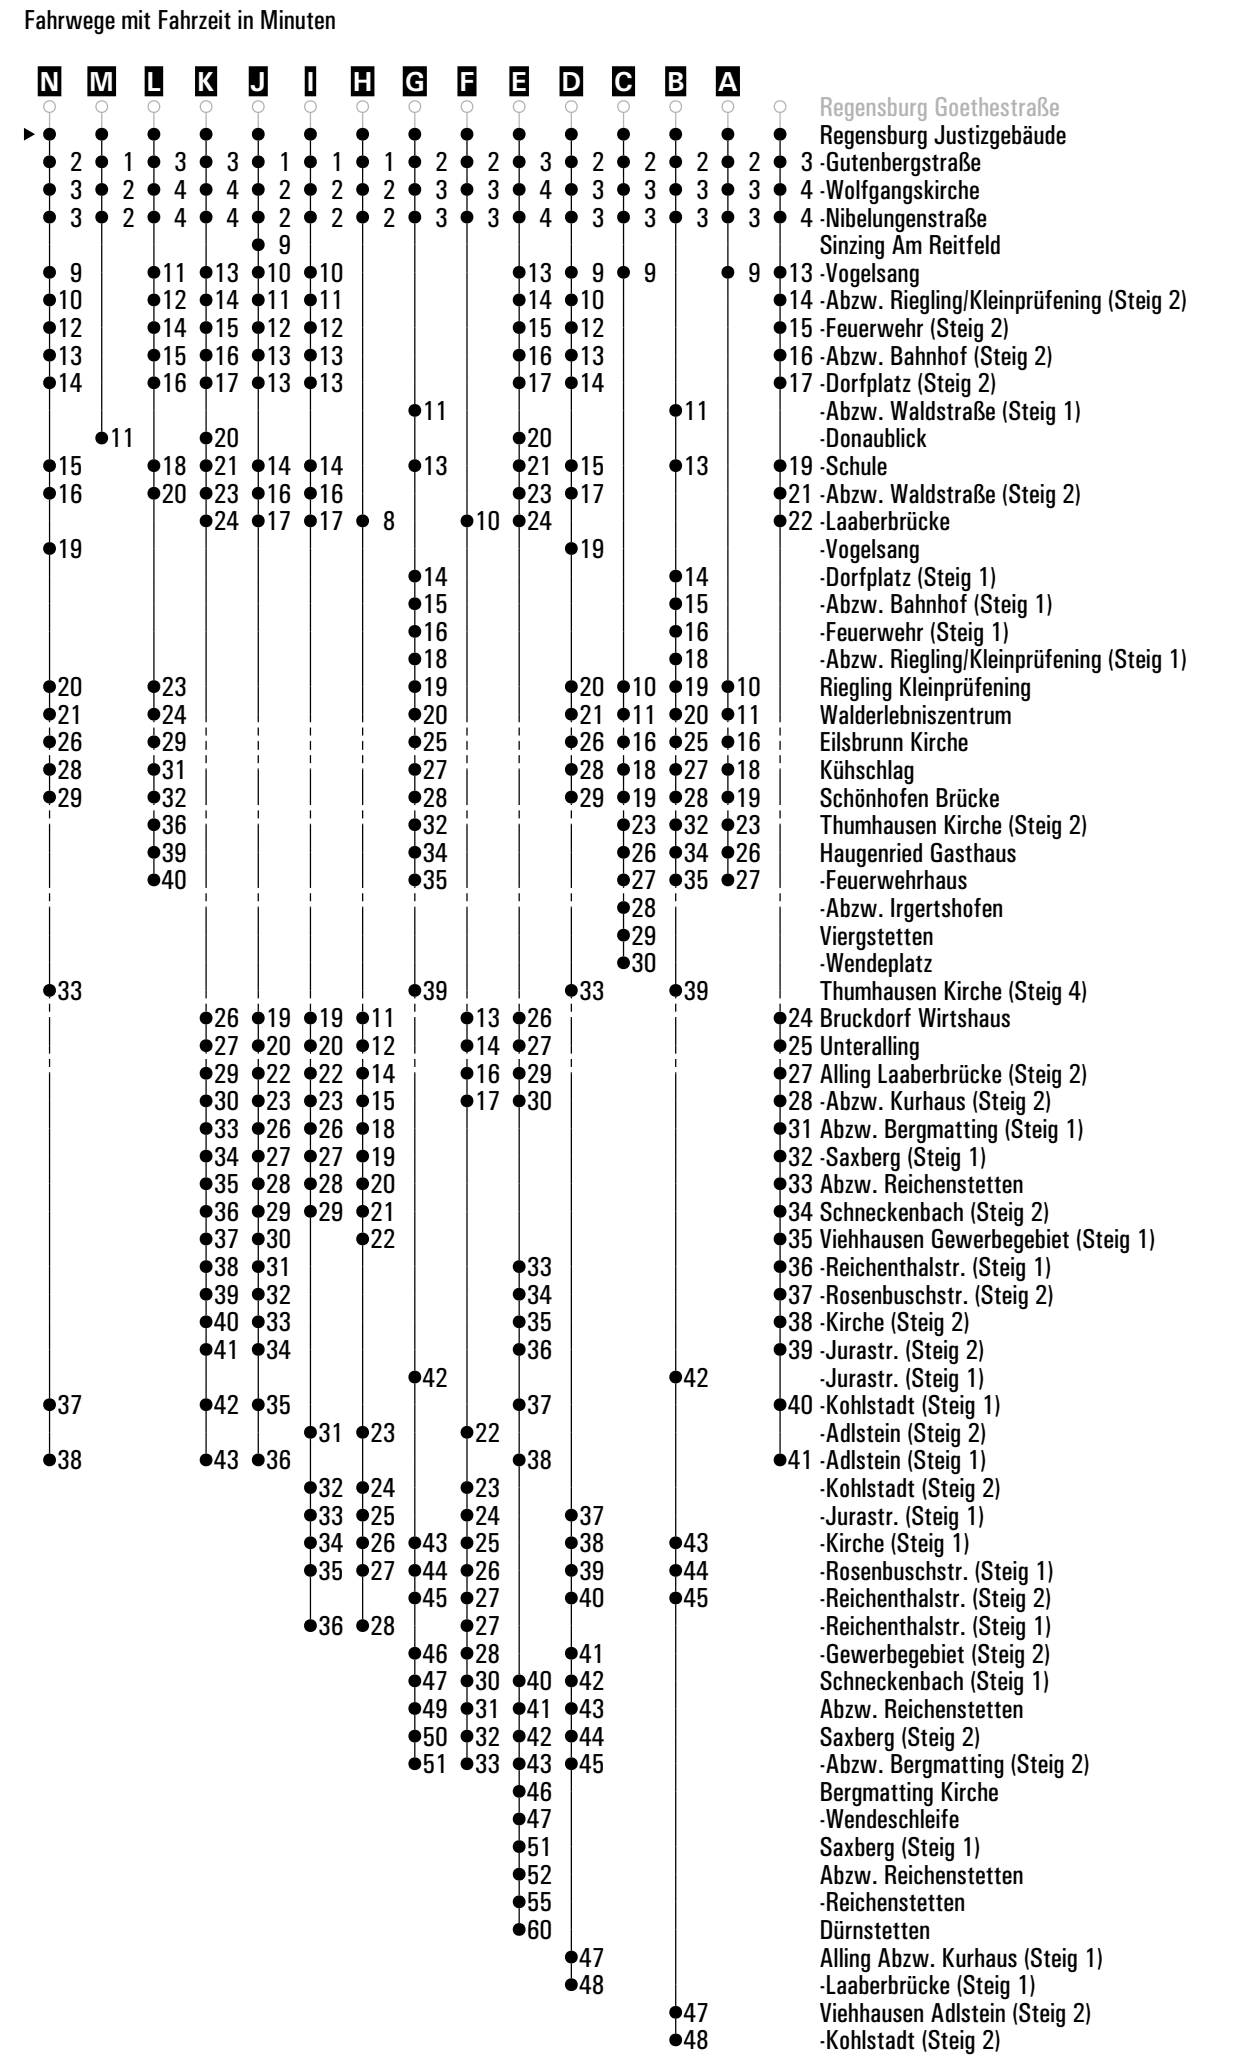 Fahrwege mit Fahrzeit in Minuten
N M L K J I H G F E D C B A
Regensburg Goethestraße
Regensburg Justizgebäude
2 1 3 3 1 1 1 2 2 3 2 2 2 2 3 -Gutenbergstraße
3 2 4 4 2 2 2 3 3 4 3 3 3 3 4 -Wolfgangskirche
3 2 4 4 2 2 2 3 3 4 3 3 3 3 4 -Nibelungenstraße
9 Sinzing Am Reitfeld
9 11 13 10 10 13 9 9 9 13 -Vogelsang
10 12 14 11 11 14 10 14 -Abzw. Riegling/Kleinprüfening (Steig 2)
12 14 15 12 12 15 12 15 -Feuerwehr (Steig 2)
13 15 16 13 13 16 13 16 -Abzw. Bahnhof (Steig 2)
14 16 17 13 13 17 14 17 -Dorfplatz (Steig 2)
11 11 -Abzw. Waldstraße (Steig 1)
11 20 20 -Donaublick
15 18 21 14 14 13 21 15 13 19 -Schule
16 20 23 16 16 23 17 21 -Abzw. Waldstraße (Steig 2)
24 17 17 8 10 24 22 -Laaberbrücke
19 19 -Vogelsang
14 14 -Dorfplatz (Steig 1)
15 15 -Abzw. Bahnhof (Steig 1)
16 16 -Feuerwehr (Steig 1)
18 18 -Abzw. Riegling/Kleinprüfening (Steig 1)
20 23 19 20 10 19 10 Riegling Kleinprüfening
21 24 20 21 11 20 11 Walderlebniszentrum
26 29 25 26 16 25 16 Eilsbrunn Kirche
28 31 27 28 18 27 18 Kühschlag
29 32 28 29 19 28 19 Schönhofen Brücke
36 32 23 32 23 Thumhausen Kirche (Steig 2)
39 34 26 34 26 Haugenried Gasthaus
40 35 27 35 27 -Feuerwehrhaus
28 -Abzw. Irgertshofen
29 Viergstetten
30 -Wendeplatz
33 39 33 39 Thumhausen Kirche (Steig 4)
26 19 19 11 13 26 24 Bruckdorf Wirtshaus
27 20 20 12 14 27 25 Unteralling
29 22 22 14 16 29 27 Alling Laaberbrücke (Steig 2)
30 23 23 15 17 30 28 -Abzw. Kurhaus (Steig 2)
33 26 26 18 31 Abzw. Bergmatting (Steig 1)
34 27 27 19 32 -Saxberg (Steig 1)
35 28 28 20 33 Abzw. Reichenstetten
36 29 29 21 34 Schneckenbach (Steig 2)
37 30 22 35 Viehhausen Gewerbegebiet (Steig 1)
38 31 33 36 -Reichenthalstr. (Steig 1)
39 32 34 37 -Rosenbuschstr. (Steig 2)
40 33 35 38 -Kirche (Steig 2)
41 34 36 39 -Jurastr. (Steig 2)
42 42 -Jurastr. (Steig 1)
37 42 35 37 40 -Kohlstadt (Steig 1)
31 23 22 -Adlstein (Steig 2)
38 43 36 38 41 -Adlstein (Steig 1)
32 24 23 -Kohlstadt (Steig 2)
33 25 24 37 -Jurastr. (Steig 1)
34 26 43 25 38 43 -Kirche (Steig 1)
35 27 44 26 39 44 -Rosenbuschstr. (Steig 1)
45 27 40 45 -Reichenthalstr. (Steig 2)
36 28 27 -Reichenthalstr. (Steig 1)
46 28 41 -Gewerbegebiet (Steig 2)
47 30 40 42 Schneckenbach (Steig 1)
49 31 41 43 Abzw. Reichenstetten
50 32 42 44 Saxberg (Steig 2)
51 33 43 45 -Abzw. Bergmatting (Steig 2)
46 Bergmatting Kirche
47 -Wendeschleife
51 Saxberg (Steig 1)
52 Abzw. Reichenstetten
55 -Reichenstetten
60 Dürnstetten
47 Alling Abzw. Kurhaus (Steig 1)
48 -Laaberbrücke (Steig 1)
47 Viehhausen Adlstein (Steig 2)
48 -Kohlstadt (Steig 2)